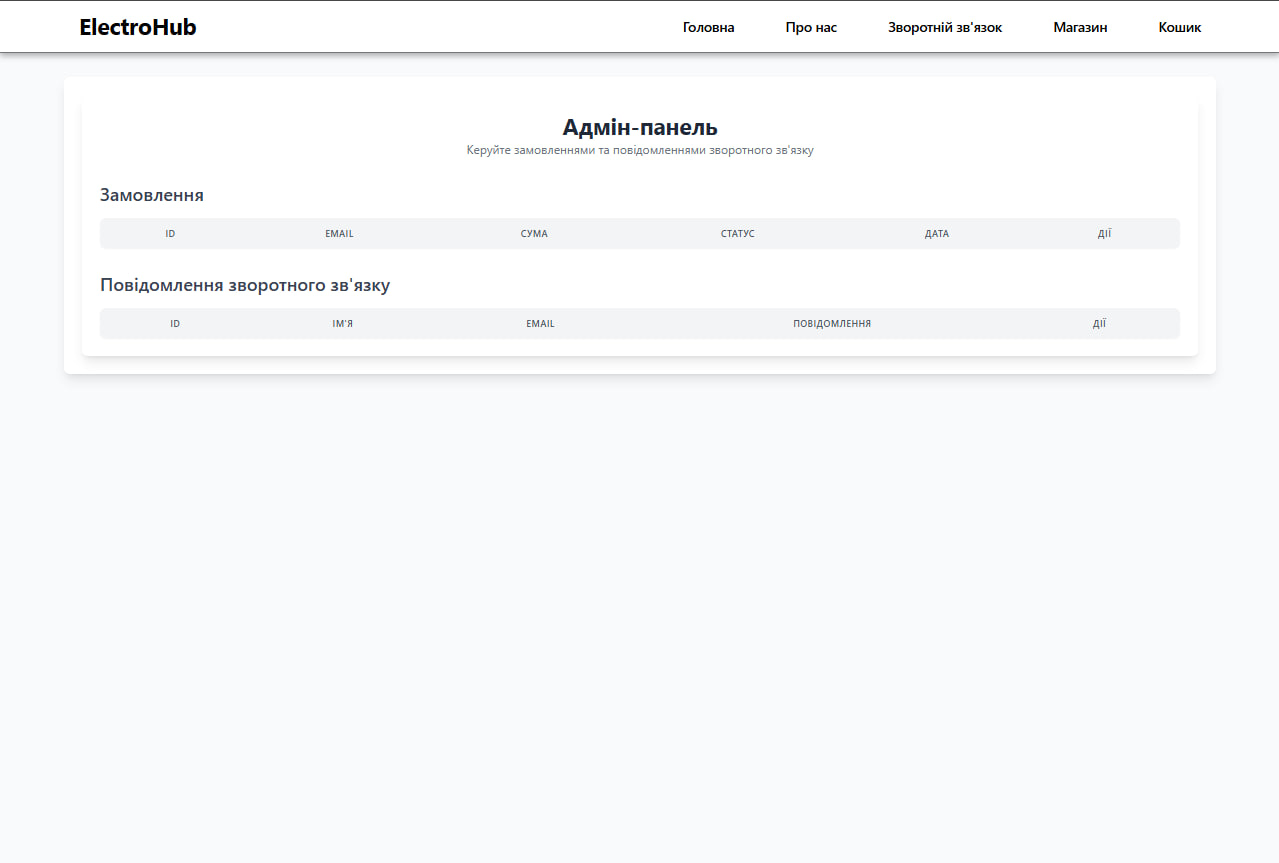 ElectroHub Головна Про нас Зворотній зв'язок Магазин Кошик
Адмін-панель
Керуйте замовленнями та повідомленнями зворотного зв'язку
Замовлення
ID EMAIL СУМА СТАТУС ДАТА ДІЇ
Повідомлення зворотного зв'язку
ID ІМ'Я EMAIL ПОВІДОМЛЕННЯ ДІЇ